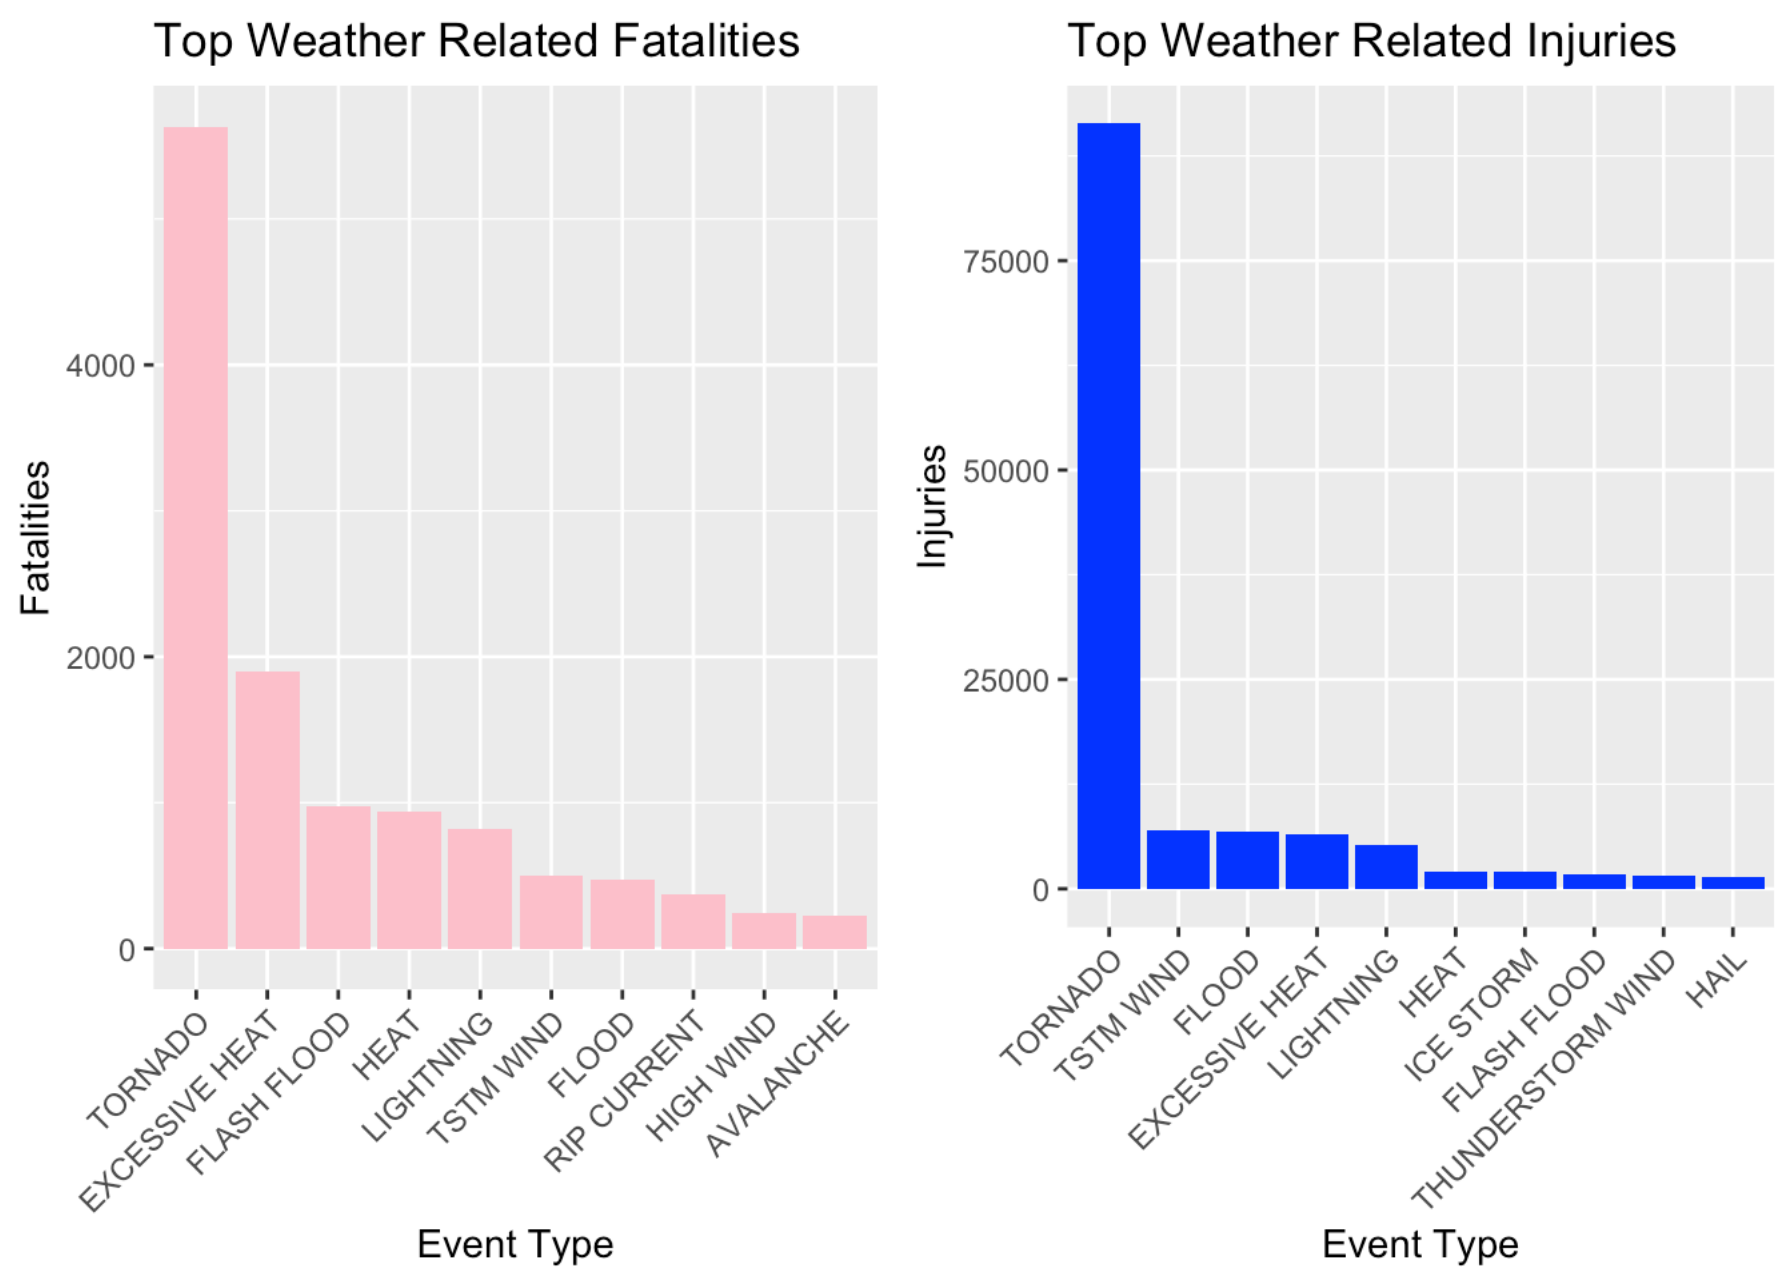 Top Weather Related Fatalities
Fatalities
4000
2000
0
TORNADO
EXCESSIVE HEAT
FLASH FLOOD
HEAT
LIGHTNING
TSTM WIND
FLOOD
RIP CURRENT
HIGH WIND
AVALANCHE
Event Type
Top Weather Related Injuries
Injuries
75000
50000
25000
0
TORNADO
TSTM WIND
FLOOD
EXCESSIVE HEAT
LIGHTNING
HEAT
ICE STORM
FLASH FLOOD
THUNDERSTORM WIND
HAIL
Event Type